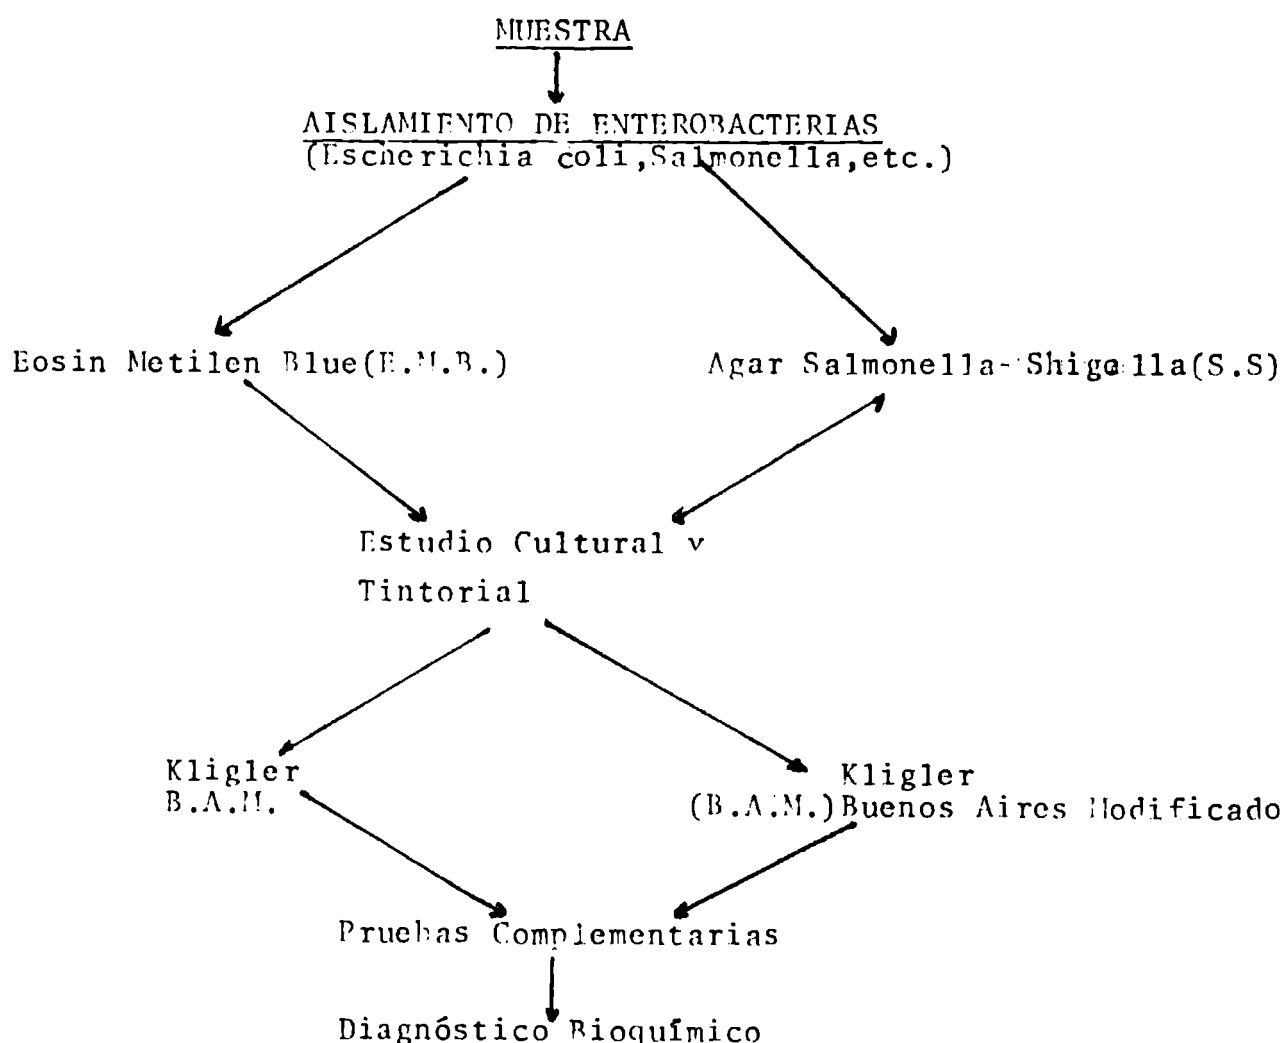 MUESTRA
AISLAMIENTO DE ENTEROBACTERIAS
(Escherichia coli,Salmonella,etc.)
Eosin Metilen Blue(E.M.B.)
Agar Salmonella-Shigella(S.S)
Estudio Cultural y
Tintorial
Kligler
B.A.M.
Kligler
(B.A.M.)Buenos Aires Modificado
Pruebas Complementarias
Diagnóstico Bioquímico